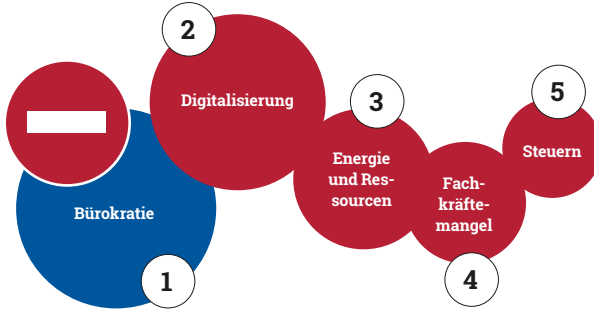 1
Bürokratie
2
Digitalisierung
3
Energie
und Res-
sourcen
4
Fach-
kräfte-
mangel
5
Steuern